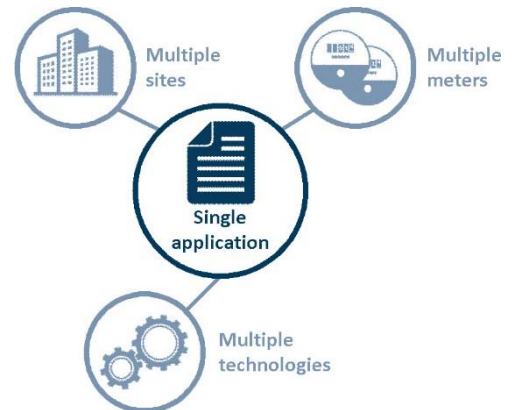 Multiple
sites
Multiple
meters
Single
application
Multiple
technologies